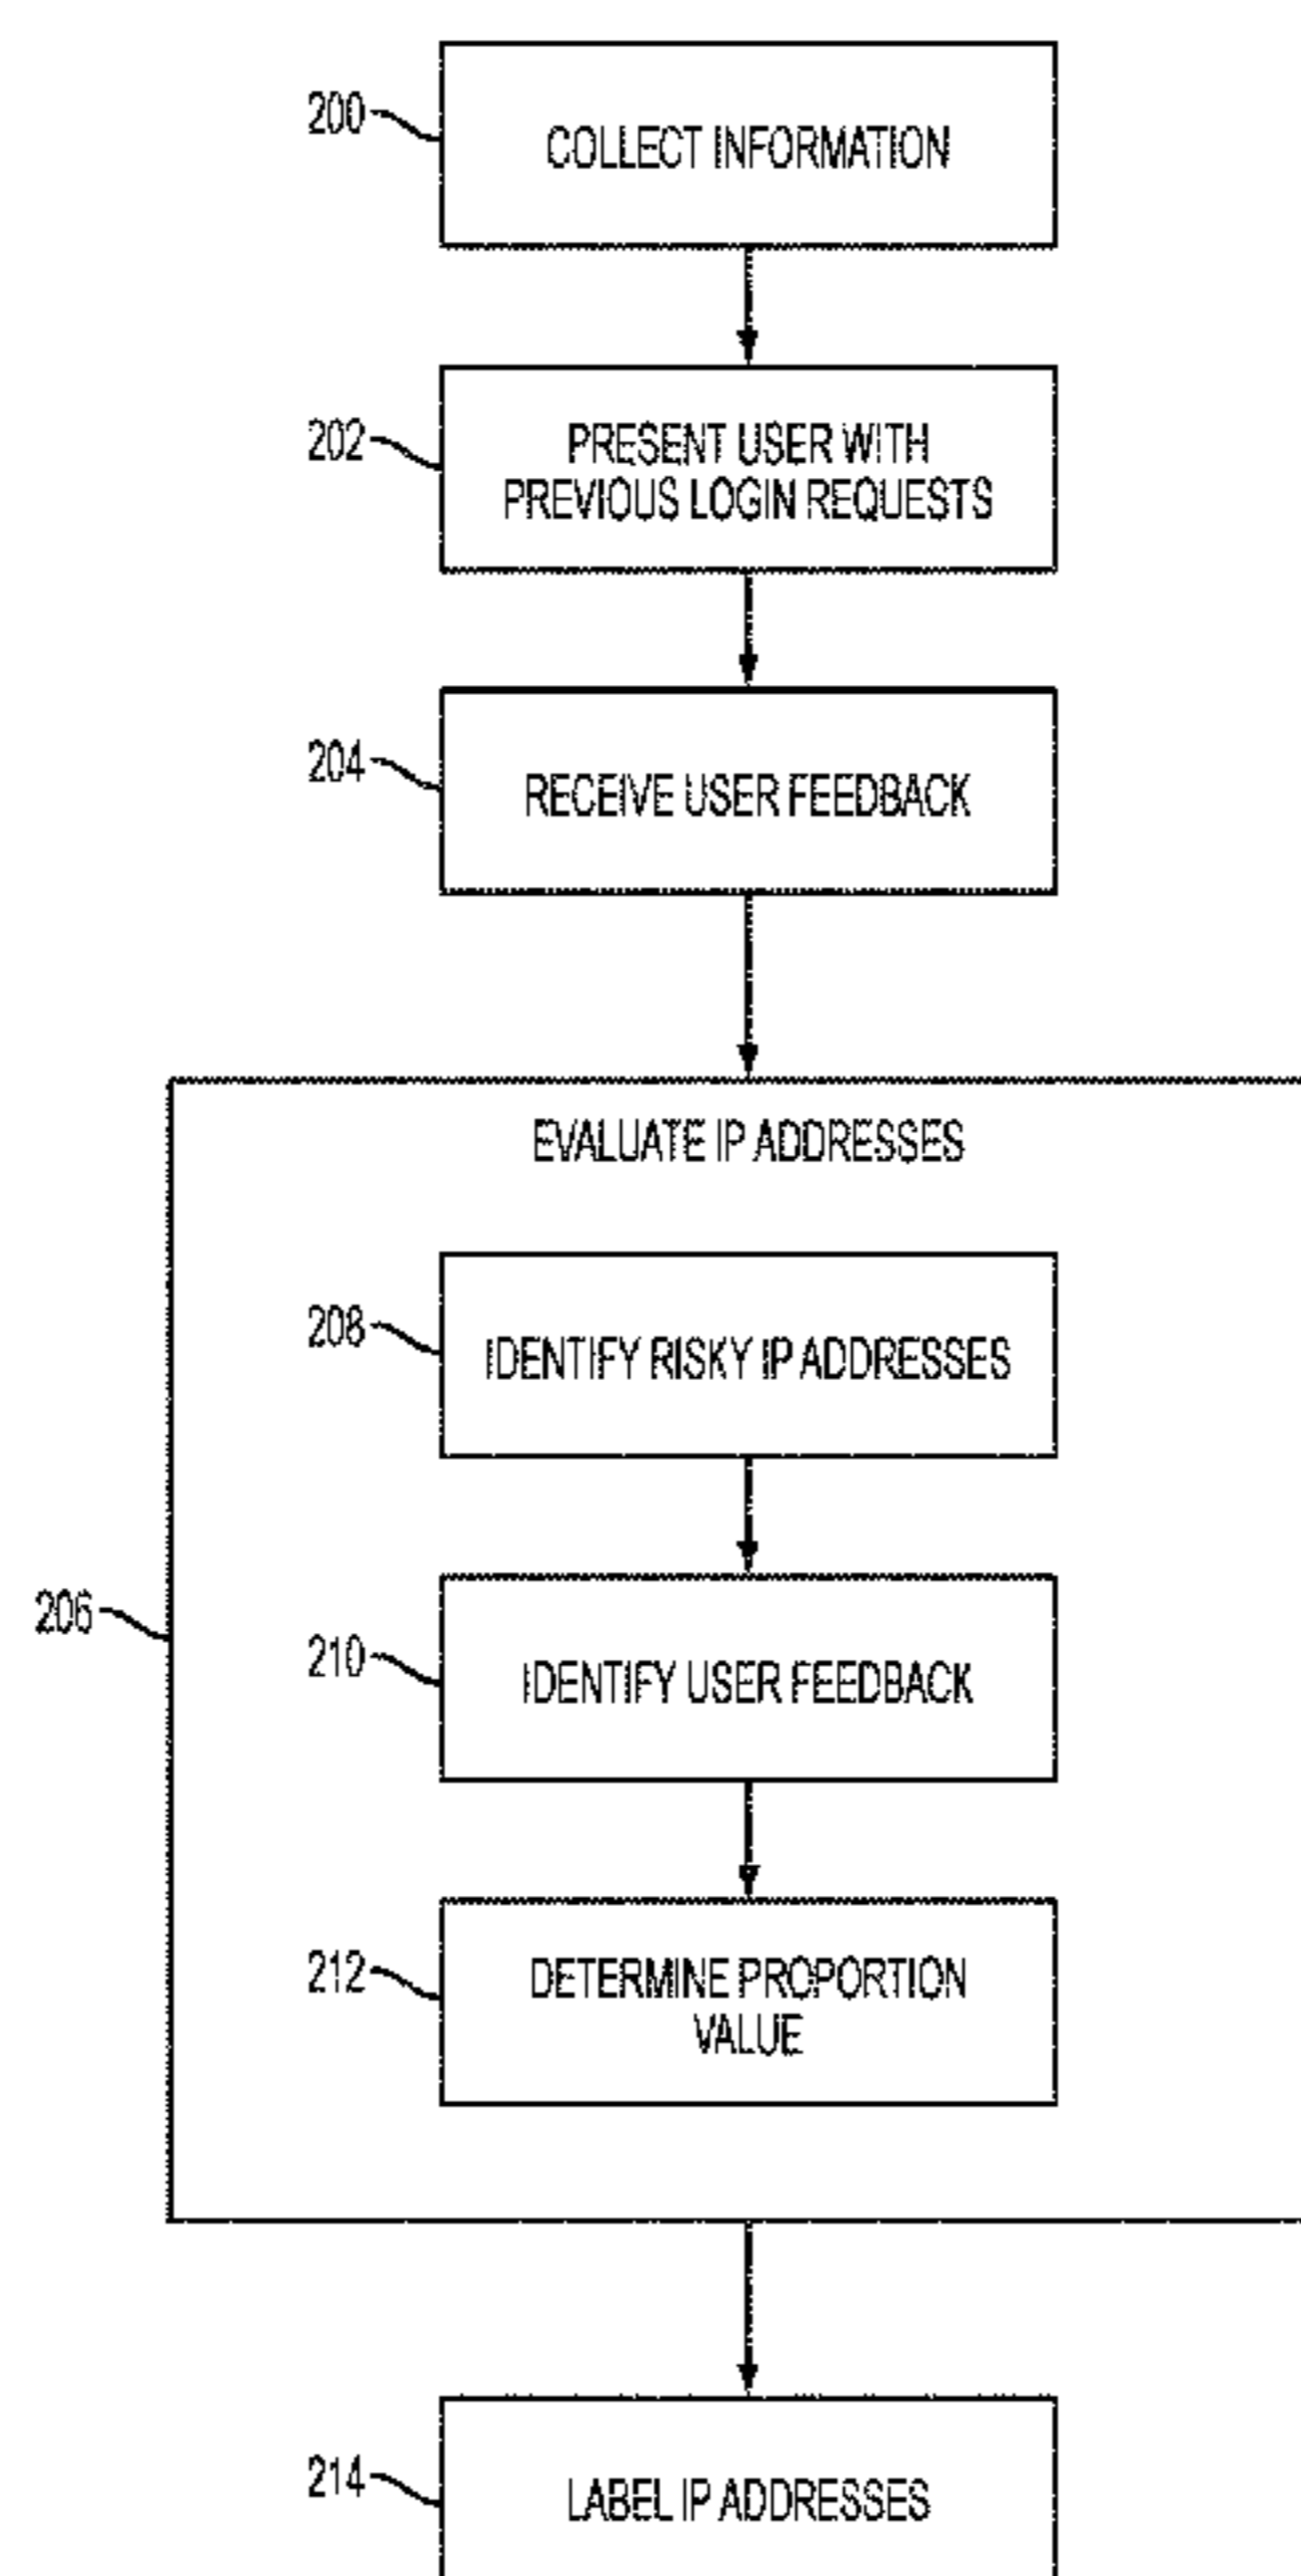 200
COLLECT INFORMATION
202
PRESENT USER WITH
PREVIOUS LOGIN REQUESTS
204
RECEIVE USER FEEDBACK
EVALUATE IP ADDRESSES
208
IDENTIFY RISKY IP ADDRESSES
206
210
IDENTIFY USER FEEDBACK
212
DETERMINE PROPORTION
VALUE
214
LABEL IP ADDRESSES